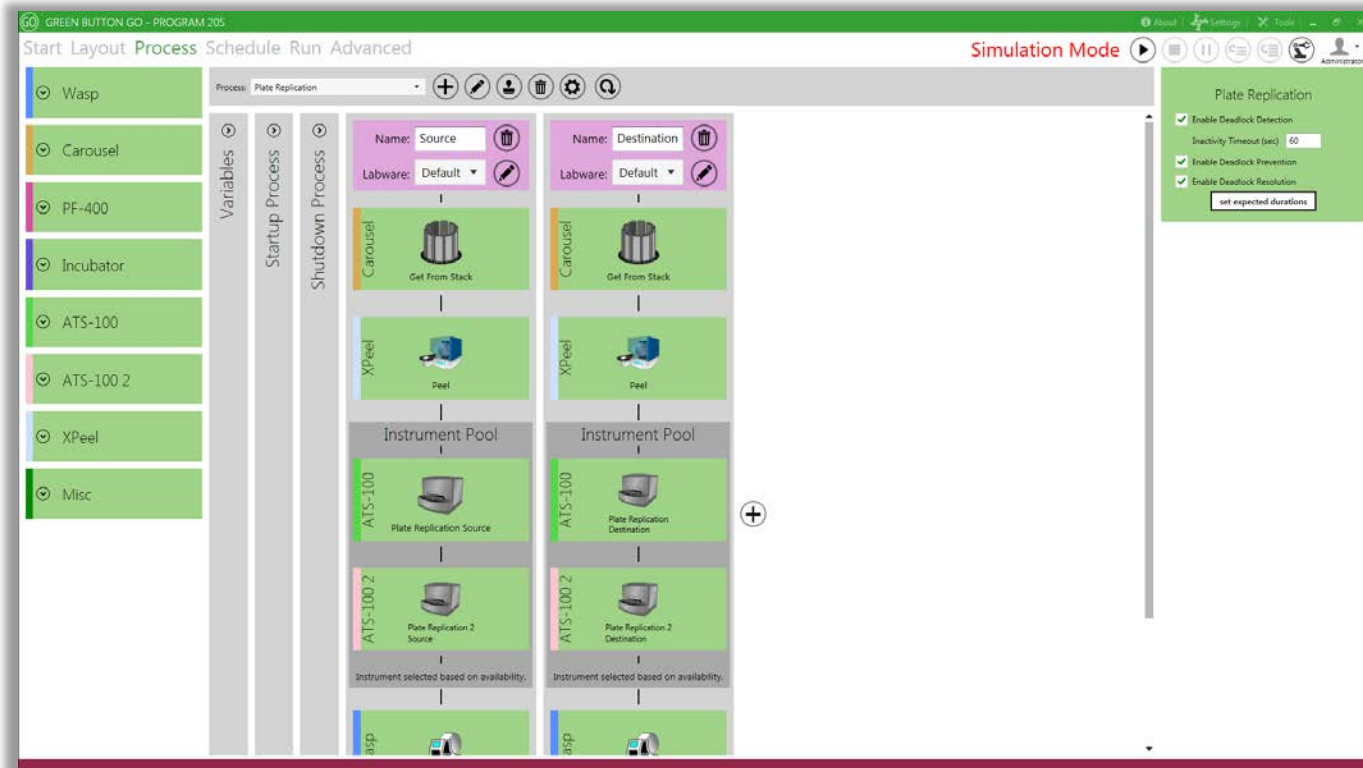 GO GREEN BUTTON GO - PROGRAM 205
About Settings Tools
Start Layout Process Schedule Run Advanced
Simulation Mode
Administrator
Wasp
Carousel
PF-400
Incubator
ATS-100
ATS-100 2
XPeel
Misc
Process: Plate Replication
Variables
Startup Process
Shutdown Process
Name: Source
Labware: Default
Carousel
Get From Stack
XPeel
Peel
Instrument Pool
ATS-100
Plate Replication Source
ATS-100 2
Plate Replication 2
Source
Instrument selected based on availability.
Name: Destination
Labware: Default
Carousel
Get From Stack
XPeel
Peel
Instrument Pool
ATS-100
Plate Replication
Destination
ATS-100 2
Plate Replication 2
Destination
Instrument selected based on availability.
Plate Replication
Enable Deadlock Detection
Inactivity Timeout (sec) 60
Enable Deadlock Prevention
Enable Deadlock Resolution
set expected durations